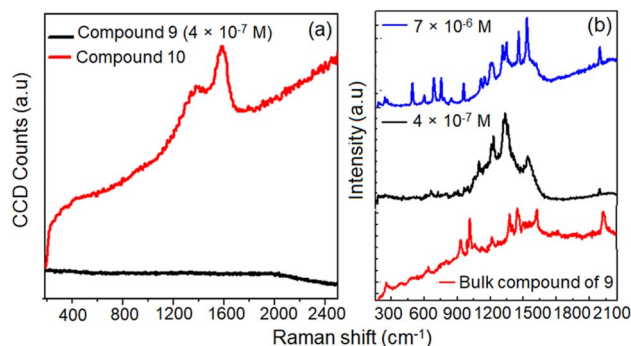 Compound 9 (4 × 10⁻⁷ M)
Compound 10
(a)
CCD Counts (a.u)
400 800 1200 1600 2000 2400
(b)
7 × 10⁻⁶ M
4 × 10⁻⁷ M
Bulk compound of 9
Intensity (a.u)
300 600 900 1200 1500 1800 2100
Raman shift (cm⁻¹)